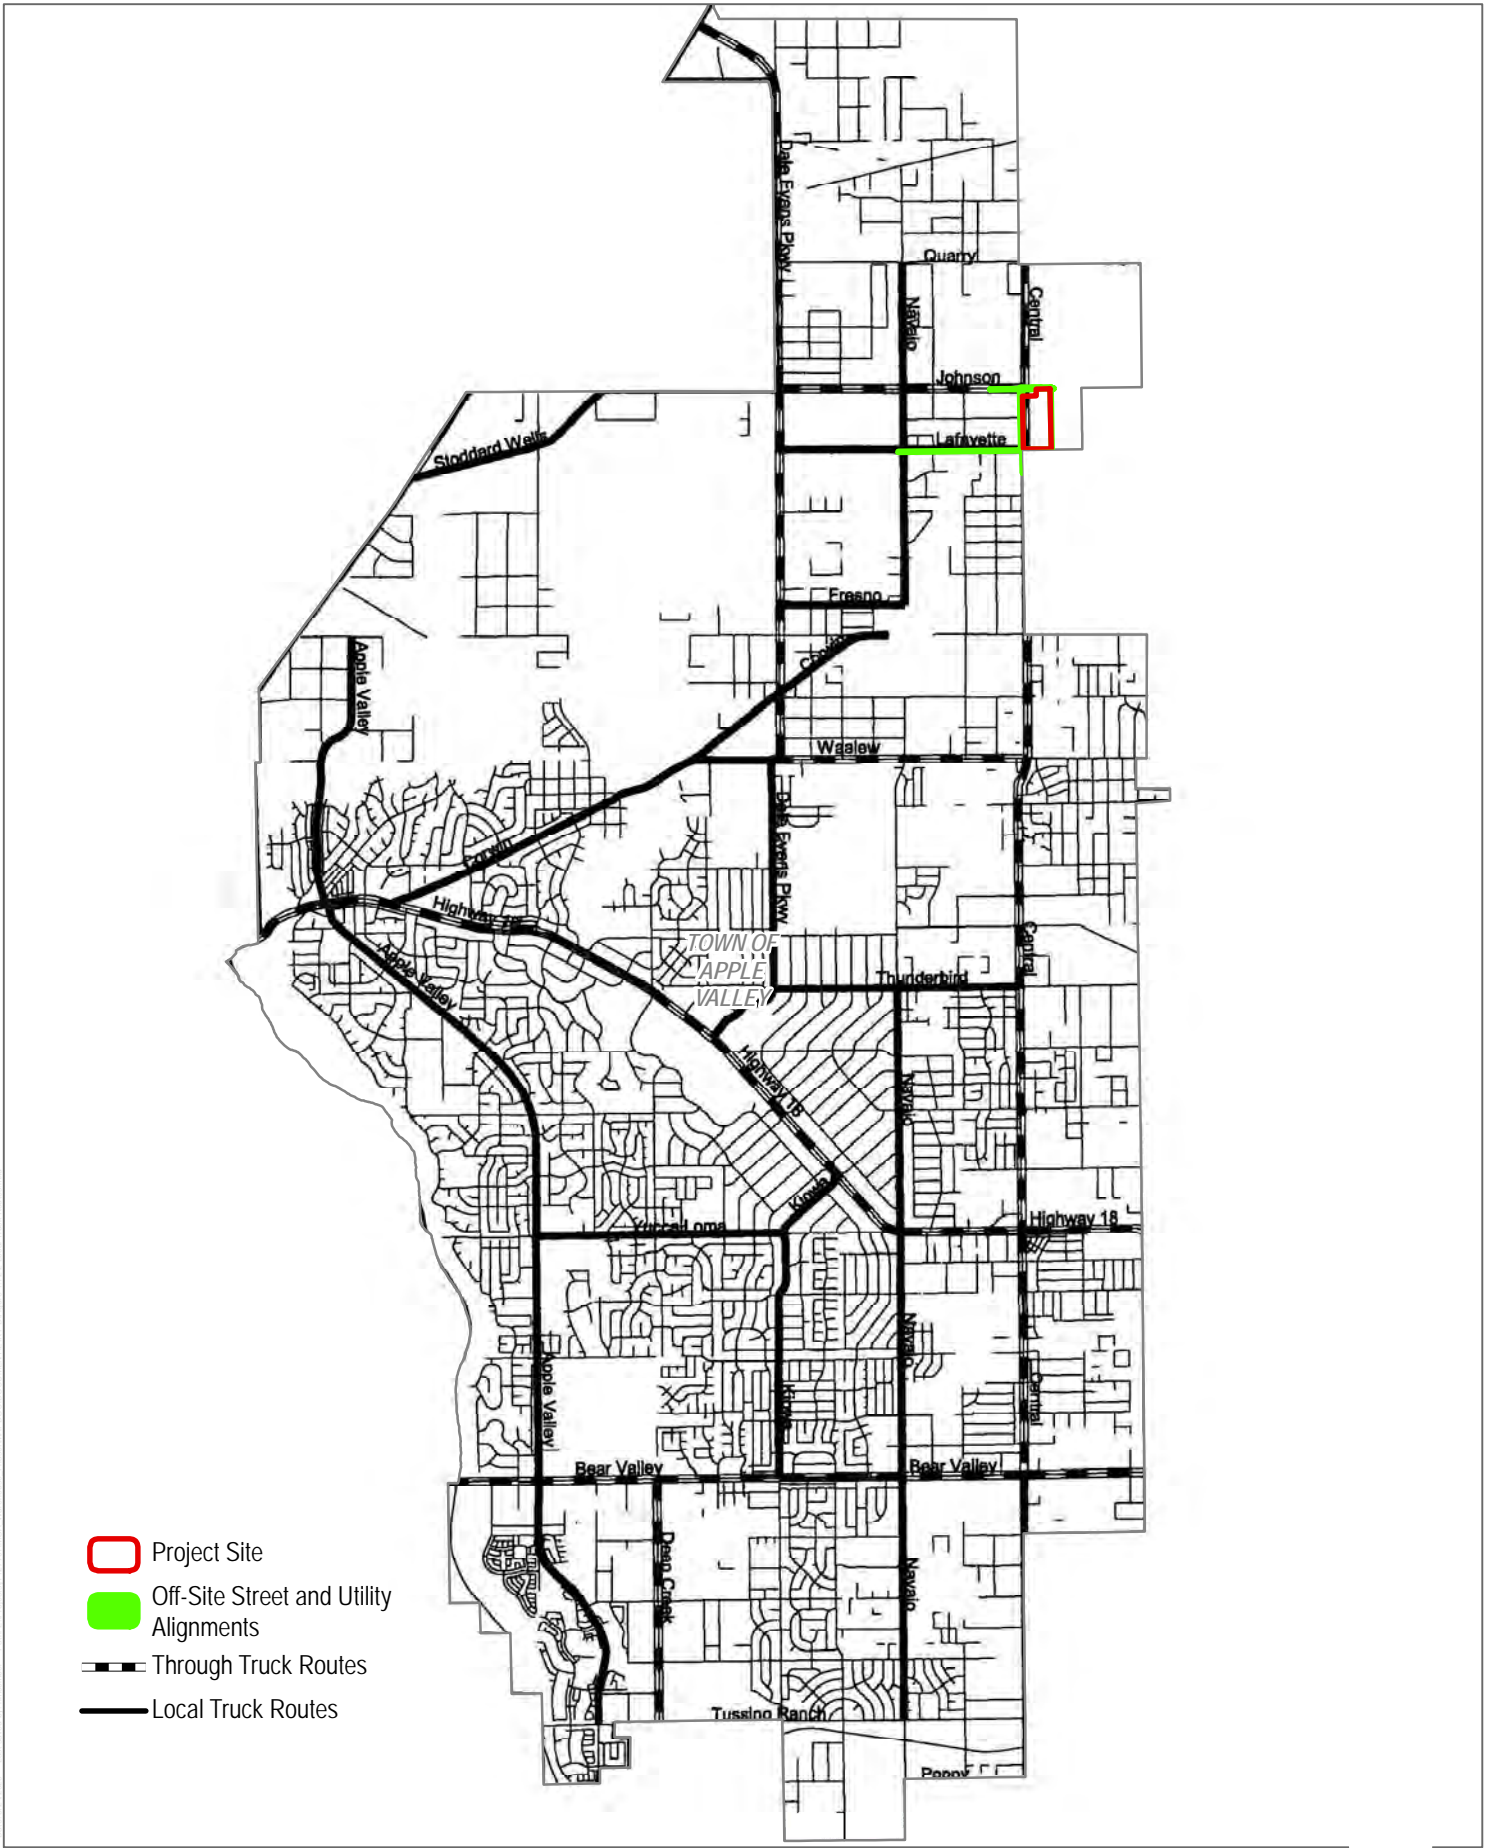 Dale Evans Pkwy
Quarry
Navajo
Central
Johnson
Lafayette
Stoddard Wells
Fresno
Corwin
Apple Valley
Waalew
Dale Evans Pkwy
Corwin
Highway 18
Central
TOWN OF
APPLE
VALLEY
Apple Valley
Thunderbird
Highway 18
Navajo
Kiowa
Highway 18
Yucca Loma
Navajo
Apple Valley
Kiowa
Central
Bear Valley
Bear Valley
Deep Creek
Navajo
Tussing Ranch
Poppy
Project Site
Off-Site Street and Utility
Alignments
Through Truck Routes
Local Truck Routes